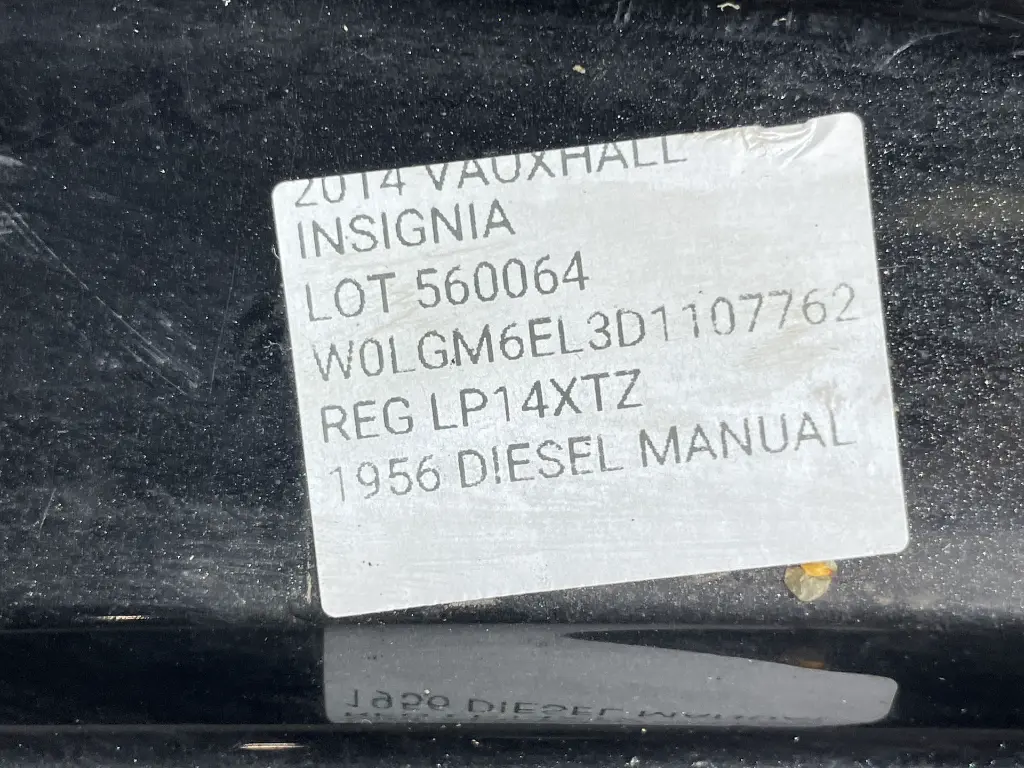 2014 VAUXHALL
INSIGNIA
LOT 560064
W0LGM6EL3D1107762
REG LP14XTZ
1956 DIESEL MANUAL